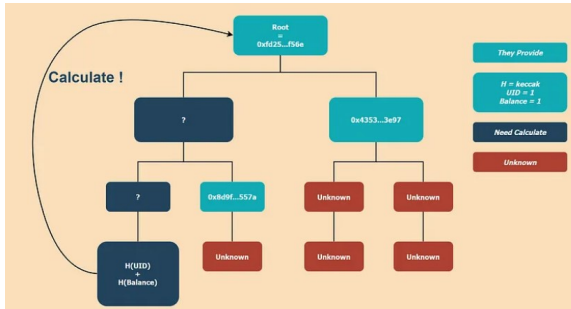 Root
=
0xfd25...f56e
Calculate !
?
0x4353...3e97
?
0x8d9f...557a
Unknown
Unknown
H(UID)
+
H(Balance)
Unknown
Unknown
Unknown
They Provide
H = keccak
UID = 1
Balance = 1
Need Calculate
Unknown